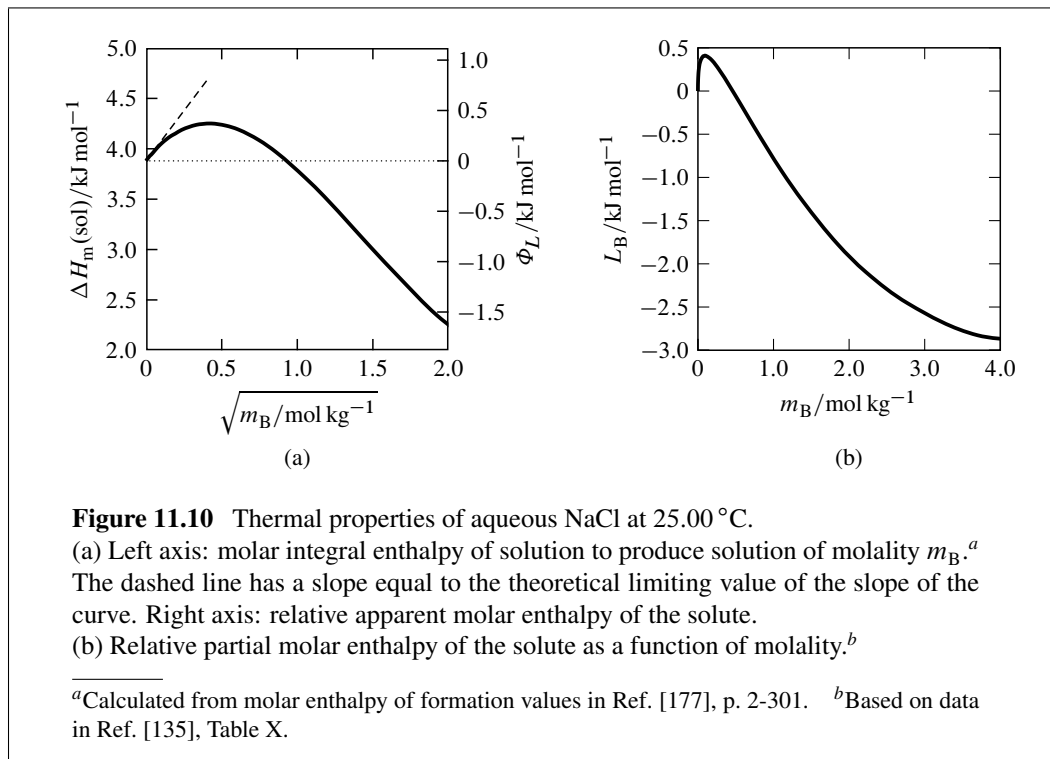 5.0
4.5
4.0
3.5
3.0
2.5
2.0
ΔH_m(sol)/kJ mol⁻¹
0 0.5 1.0 1.5 2.0
√m_B/mol kg⁻¹
1.0
0.5
0
−0.5
−1.0
−1.5
Φ_L/kJ mol⁻¹
(a)
0.5
0
−0.5
−1.0
−1.5
−2.0
−2.5
−3.0
L_B/kJ mol⁻¹
0 1.0 2.0 3.0 4.0
m_B/mol kg⁻¹
(b)
Figure 11.10 Thermal properties of aqueous NaCl at 25.00 °C.
(a) Left axis: molar integral enthalpy of solution to produce solution of molality m_B.ᵃ
The dashed line has a slope equal to the theoretical limiting value of the slope of the
curve. Right axis: relative apparent molar enthalpy of the solute.
(b) Relative partial molar enthalpy of the solute as a function of molality.ᵇ
ᵃCalculated from molar enthalpy of formation values in Ref. [177], p. 2-301. ᵇBased on data
in Ref. [135], Table X.